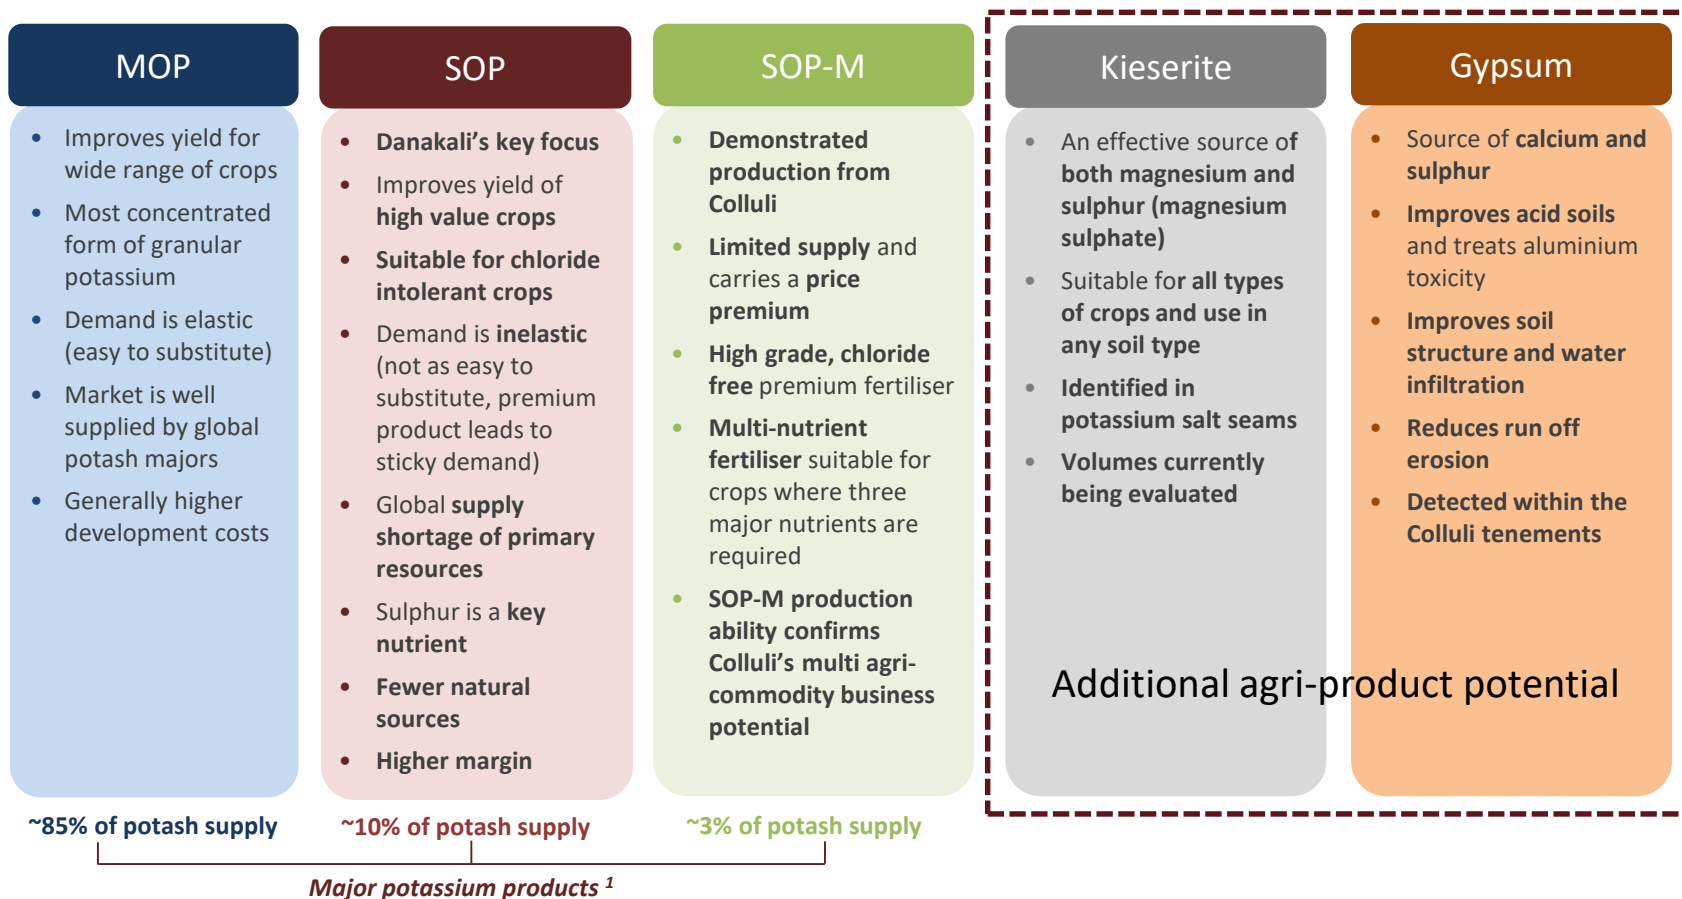 MOP
Improves yield for
wide range of crops
Most concentrated
form of granular
potassium
Demand is elastic
(easy to substitute)
Market is well
supplied by global
potash majors
Generally higher
development costs
~85% of potash supply
SOP
Danakali’s key focus
Improves yield of
high value crops
Suitable for chloride
intolerant crops
Demand is inelastic
(not as easy to
substitute, premium
product leads to
sticky demand)
Global supply
shortage of primary
resources
Sulphur is a key
nutrient
Fewer natural
sources
Higher margin
~10% of potash supply
SOP-M
Demonstrated
production from
Colluli
Limited supply and
carries a price
premium
High grade, chloride
free premium fertiliser
Multi-nutrient
fertiliser suitable for
crops where three
major nutrients are
required
SOP-M production
ability confirms
Colluli’s multi agri-
commodity business
potential
~3% of potash supply
Major potassium products 1
Kieserite
An effective source of
both magnesium and
sulphur (magnesium
sulphate)
Suitable for all types
of crops and use in
any soil type
Identified in
potassium salt seams
Volumes currently
being evaluated
Gypsum
Source of calcium and
sulphur
Improves acid soils
and treats aluminium
toxicity
Improves soil
structure and water
infiltration
Reduces run off
erosion
Detected within the
Colluli tenements
Additional agri-product potential